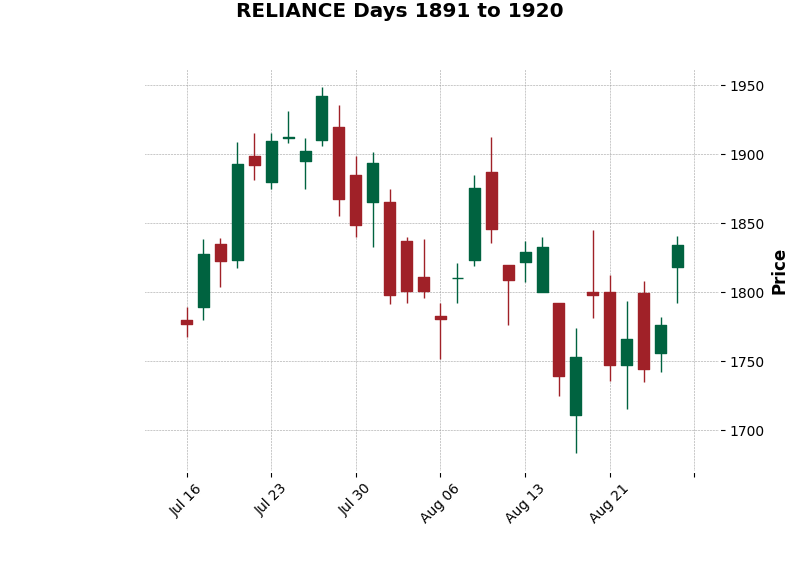 RELIANCE Days 1891 to 1920
1950
1900
1850
1800
1750
1700
Price
Jul 16
Jul 23
Jul 30
Aug 06
Aug 13
Aug 21